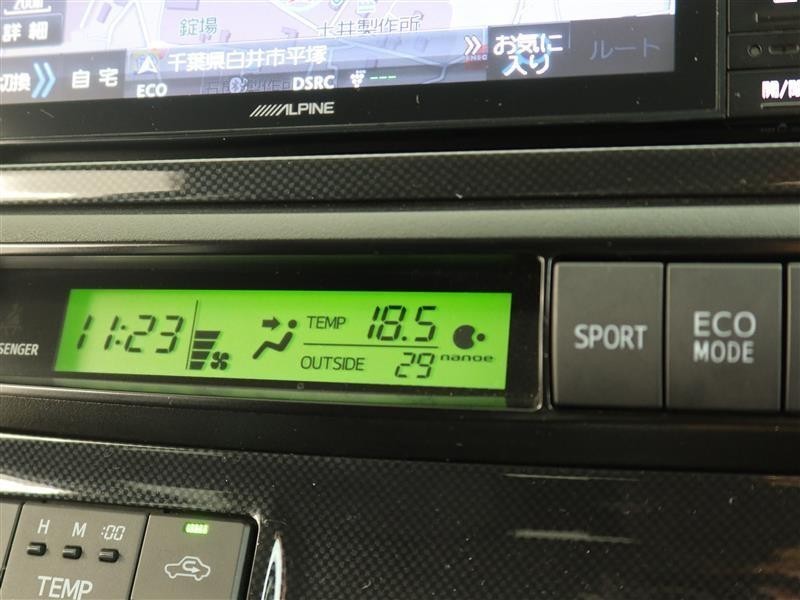 200m
詳細
錠場
土井製作所
お気に
入り
ルート
千葉県白井市平塚
切換
自宅
ECO
DSRC
ALPINE
SENGER
11:23
TEMP 18.5
OUTSIDE 29
nanoe
SPORT
ECO
MODE
H M :00
TEMP